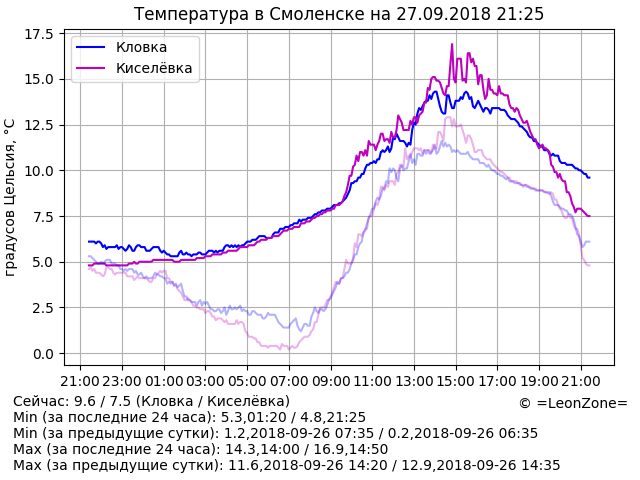 Температура в Смоленске на 27.09.2018 21:25
17.5
15.0
12.5
10.0
7.5
5.0
2.5
0.0
градусов Цельсия, °C
Кловка
Киселёвка
21:00 23:00 01:00 03:00 05:00 07:00 09:00 11:00 13:00 15:00 17:00 19:00 21:00
Сейчас: 9.6 / 7.5 (Кловка / Киселёвка)
© =LeonZone=
Min (за последние 24 часа): 5.3,01:20 / 4.8,21:25
Min (за предыдущие сутки): 1.2,2018-09-26 07:35 / 0.2,2018-09-26 06:35
Max (за последние 24 часа): 14.3,14:00 / 16.9,14:50
Max (за предыдущие сутки): 11.6,2018-09-26 14:20 / 12.9,2018-09-26 14:35